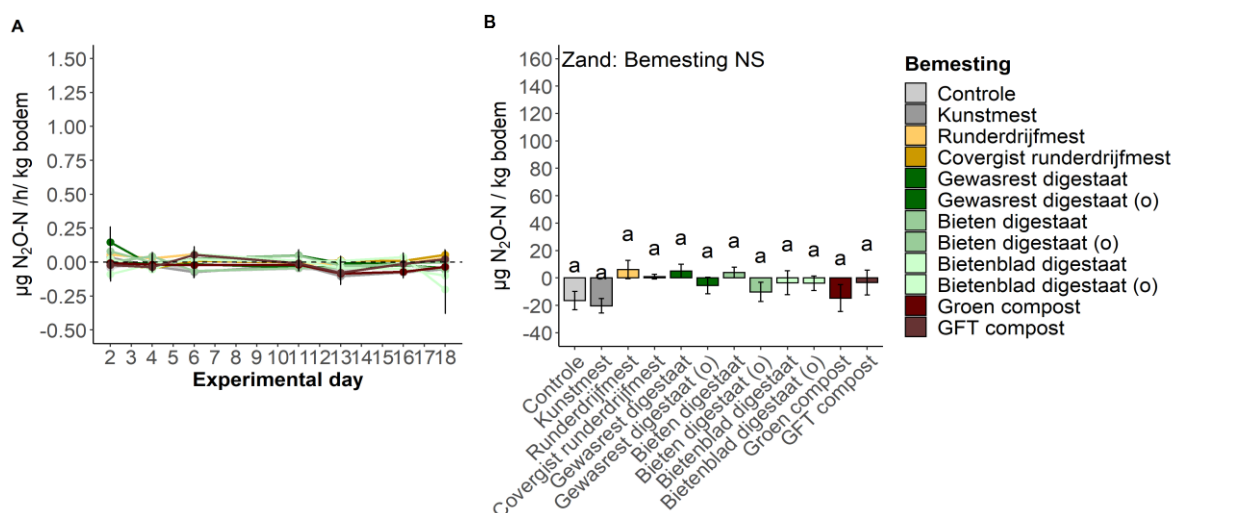 A
µg N₂O-N /h/ kg bodem
1.50
1.25
1.00
0.75
0.50
0.25
0.00
-0.25
-0.50
2 3 4 5 6 7 8 9 10 11 12 13 14 15 16 17 18
Experimental day
B
µg N₂O-N / kg bodem
Zand: Bemesting NS
160
140
120
100
80
60
40
20
0
-20
-40
a a a a a a a a a a a a
Controle
Kunstmest
Runderdrijfmest
Covergist runderdrijfmest
Gewasrest digestaat
Gewasrest digestaat (o)
Bieten digestaat
Bieten digestaat (o)
Bietenblad digestaat
Bietenblad digestaat (o)
Groen compost
GFT compost
Bemesting
Controle
Kunstmest
Runderdrijfmest
Covergist runderdrijfmest
Gewasrest digestaat
Gewasrest digestaat (o)
Bieten digestaat
Bieten digestaat (o)
Bietenblad digestaat
Bietenblad digestaat (o)
Groen compost
GFT compost